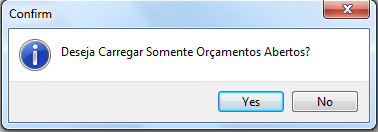 Confirm
Deseja Carregar Somente Orçamentos Abertos?
Yes No